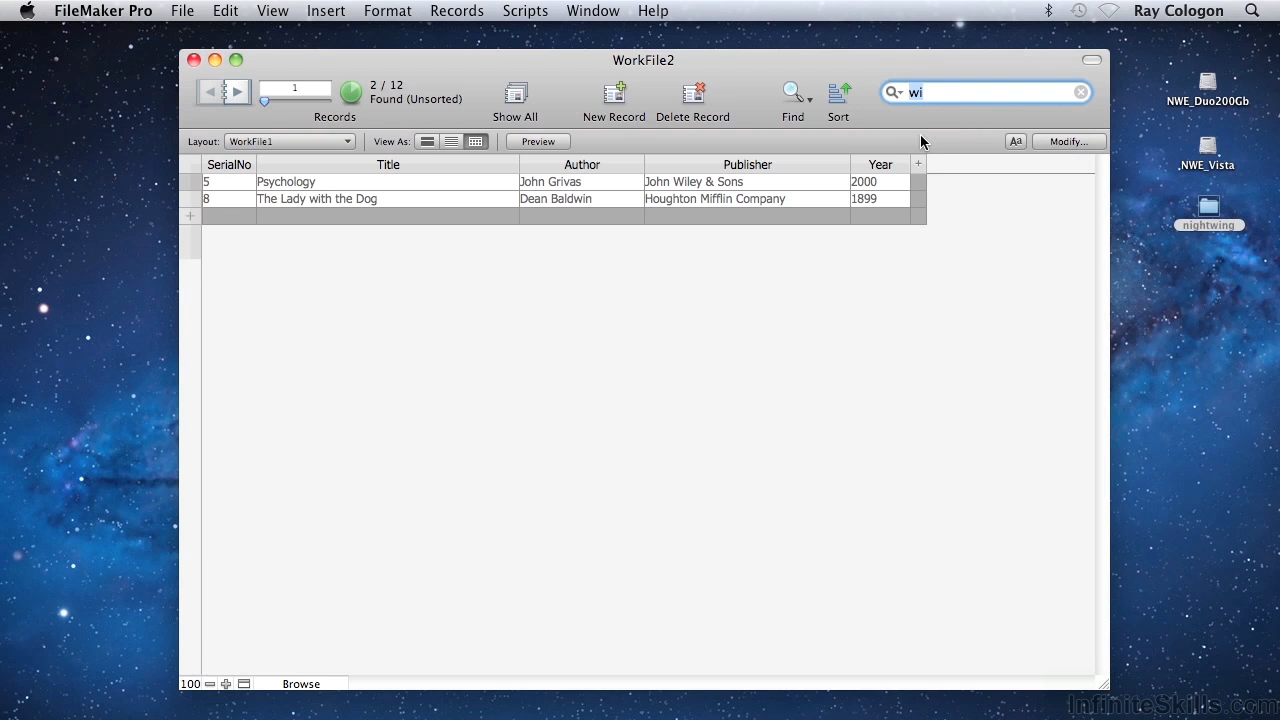 FileMaker Pro File Edit View Insert Format Records Scripts Window Help Ray Cologon
WorkFile2
1
2 / 12
Found (Unsorted)
Records
Show All
New Record
Delete Record
Find
Sort
wi
Layout: WorkFile1 View As: Preview Aa Modify...
SerialNo Title Author Publisher Year +
5 Psychology John Grivas John Wiley & Sons 2000
8 The Lady with the Dog Dean Baldwin Houghton Mifflin Company 1899
+
100 Browse
NWE_Duo200Gb
.NWE_Vista
nightwing
InfiniteSkills.com